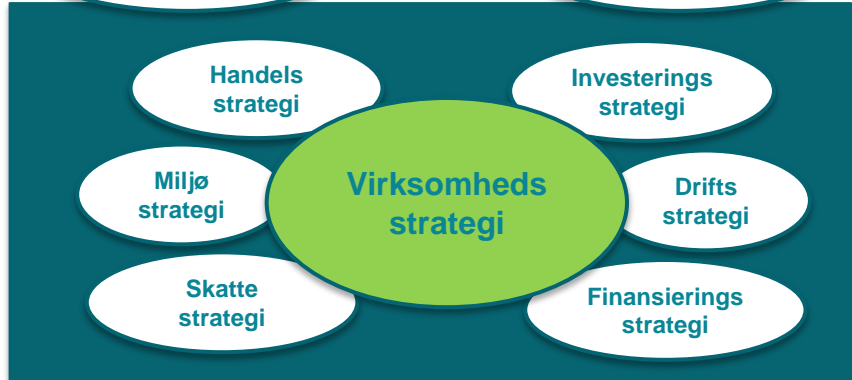 Handels
strategi
Investerings
strategi
Miljø
strategi
Virksomheds
strategi
Drifts
strategi
Skatte
strategi
Finansierings
strategi